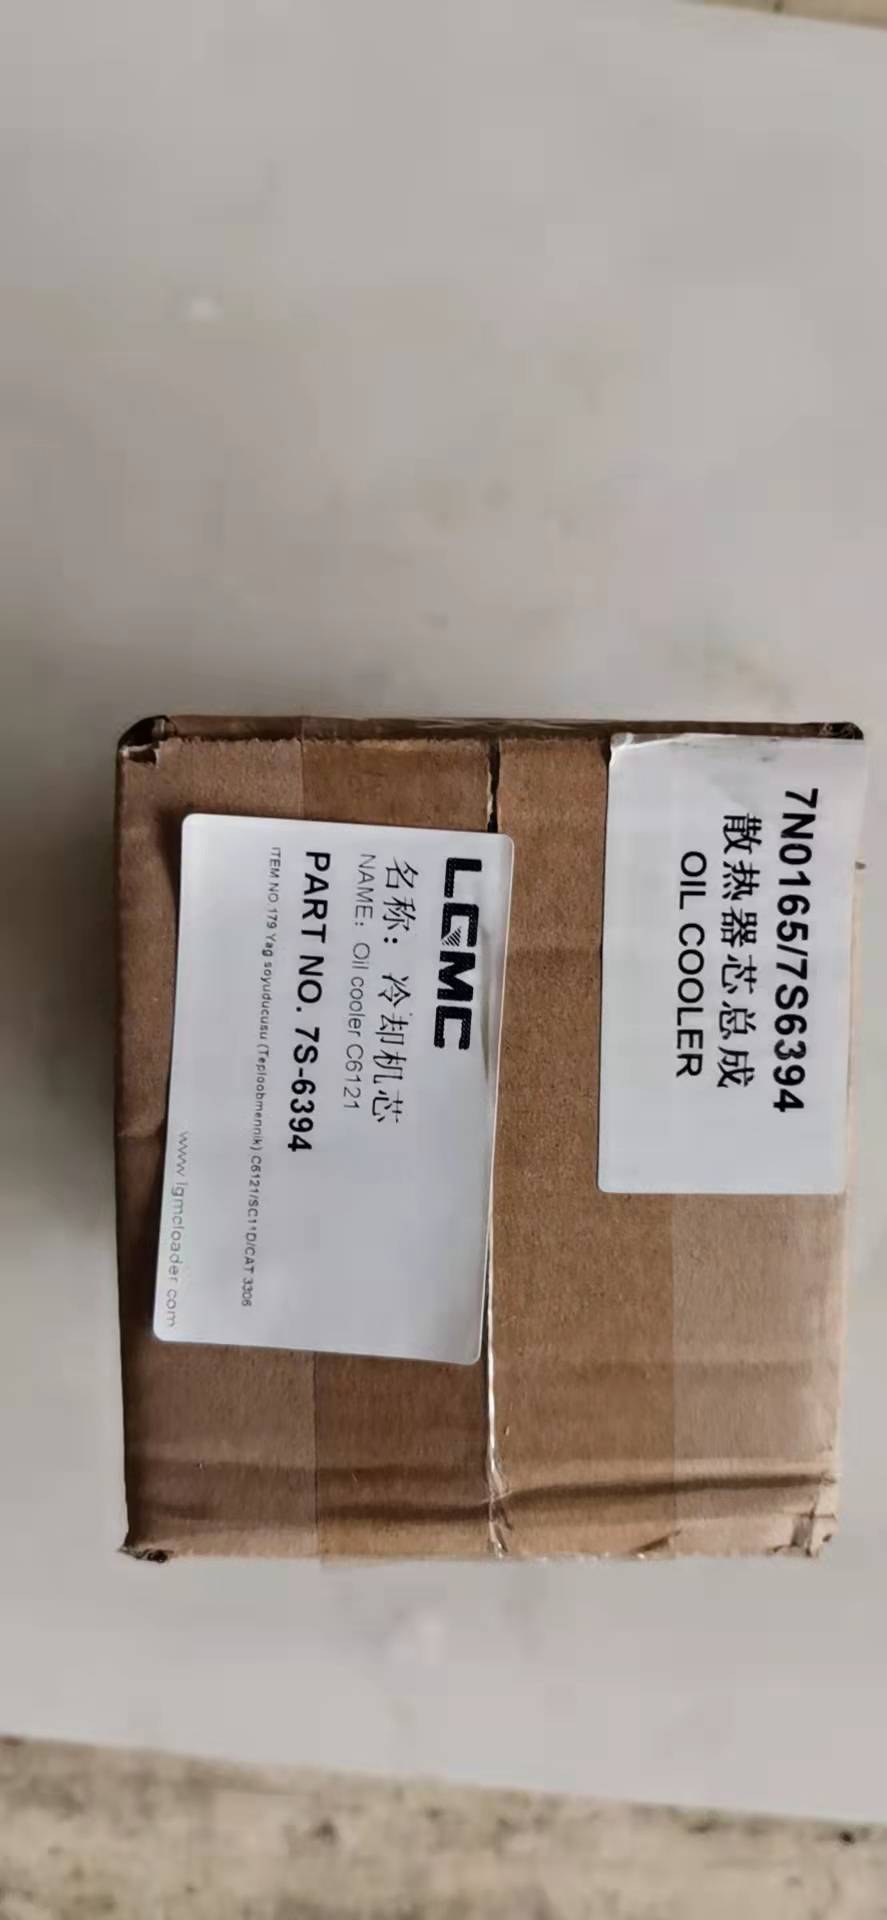 7N0165/7S6394
散热器芯总成
OIL COOLER
LGMC
名称：冷却机芯
NAME：Oil cooler C6121
PART NO. 7S-6394
ITEM NO.179 Yag soyuducusu (Teploobmennik) C6121/SC11D/CAT 3306
www.lgmcloader.com